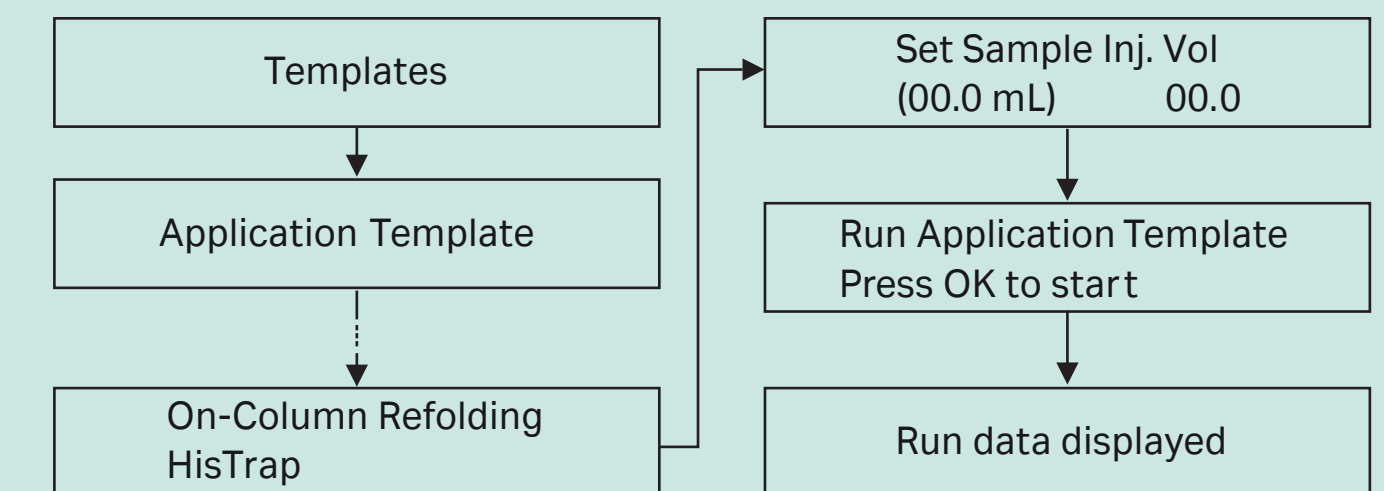 Templates
Application Template
On-Column Refolding
HisTrap
Set Sample Inj. Vol
(00.0 mL) 00.0
Run Application Template
Press OK to start
Run data displayed